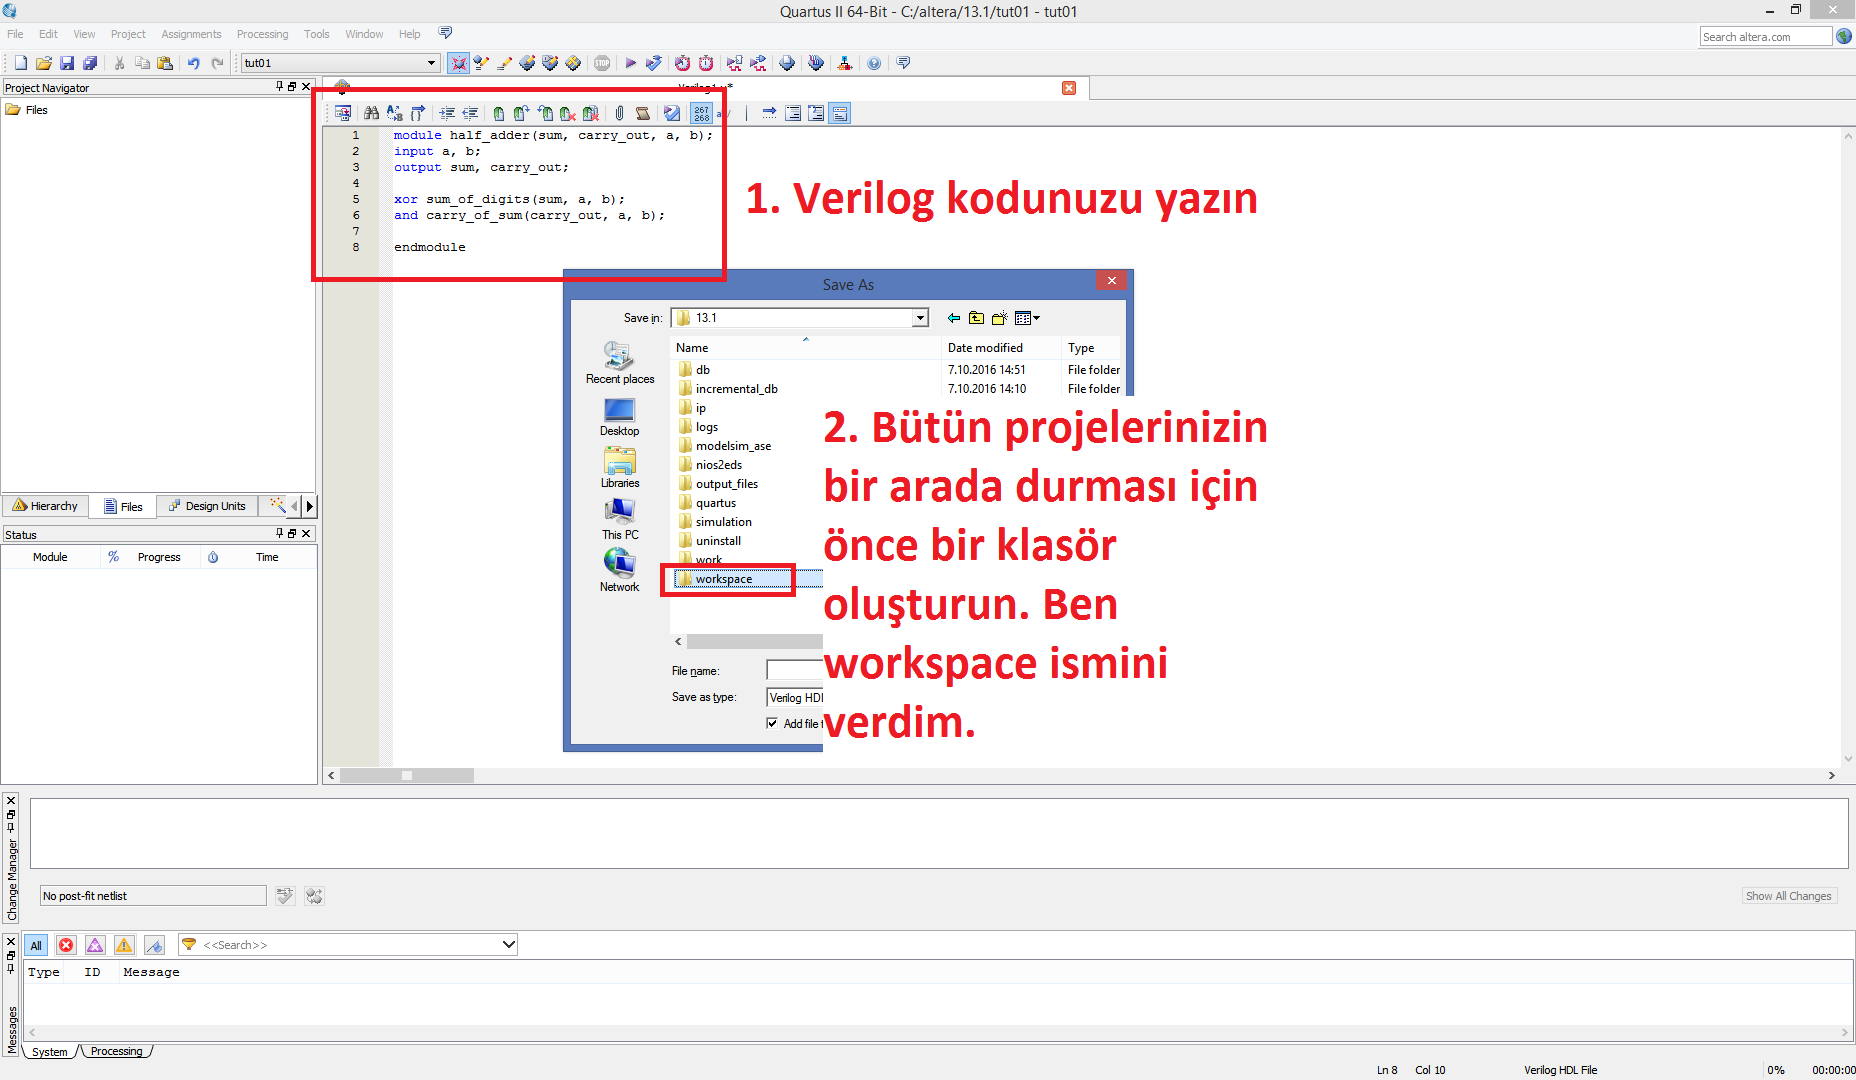 Quartus II 64-Bit - C:/altera/13.1/tut01 - tut01
File Edit View Project Assignments Processing Tools Window Help
Search altera.com
tut01
Project Navigator
Files
Hierarchy Files Design Units
Status
Module % Progress Time
267
268
1 module half_adder(sum, carry_out, a, b);
2 input a, b;
3 output sum, carry_out;
4
5 xor sum_of_digits(sum, a, b);
6 and carry_of_sum(carry_out, a, b);
7
8 endmodule
1. Verilog kodunuzu yazın
Save As
Save in: 13.1
Name Date modified Type
db 7.10.2016 14:51 File folder
incremental_db 7.10.2016 14:10 File folder
ip
logs
modelsim_ase
nios2eds
output_files
quartus
simulation
uninstall
work
workspace
Recent places
Desktop
Libraries
This PC
Network
File name:
Save as type: Verilog HDL
Add file
2. Bütün projelerinizin
bir arada durması için
önce bir klasör
oluşturun. Ben
workspace ismini
verdim.
Change Manager
No post-fit netlist
Show All Changes
Messages
All <<Search>>
Type ID Message
System Processing
Ln 8 Col 10 Verilog HDL File 0% 00:00:00